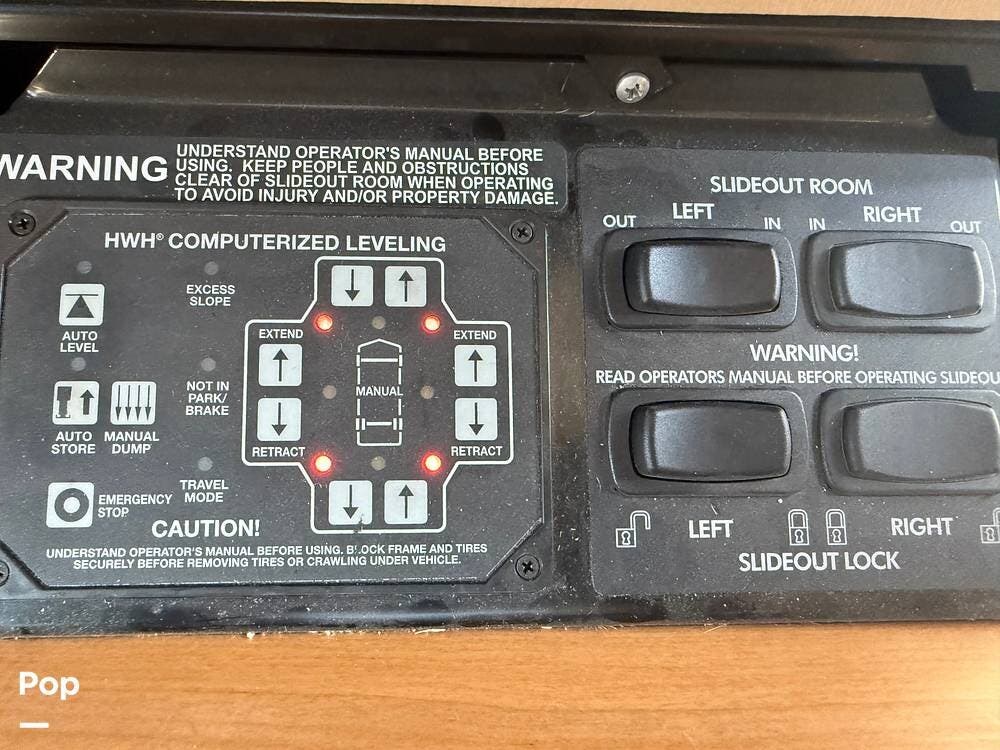 WARNING
UNDERSTAND OPERATOR'S MANUAL BEFORE
USING. KEEP PEOPLE AND OBSTRUCTIONS
CLEAR OF SLIDEOUT ROOM WHEN OPERATING
TO AVOID INJURY AND/OR PROPERTY DAMAGE.
HWH® COMPUTERIZED LEVELING
AUTO
LEVEL
EXCESS
SLOPE
EXTEND
EXTEND
MANUAL
NOT IN
PARK/
BRAKE
AUTO
STORE
MANUAL
DUMP
RETRACT
RETRACT
TRAVEL
MODE
EMERGENCY
STOP
CAUTION!
UNDERSTAND OPERATOR'S MANUAL BEFORE USING. BLOCK FRAME AND TIRES
SECURELY BEFORE REMOVING TIRES OR CRAWLING UNDER VEHICLE.
SLIDEOUT ROOM
OUT LEFT IN
IN RIGHT OUT
WARNING!
READ OPERATORS MANUAL BEFORE OPERATING SLIDEOU
LEFT
RIGHT
SLIDEOUT LOCK
Pop